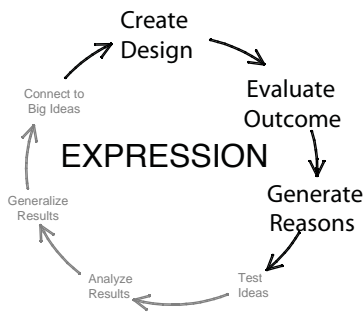 Create
Design
Evaluate
Outcome
Connect to
Big Ideas
EXPRESSION
Generate
Reasons
Generalize
Results
Test
Ideas
Analyze
Results